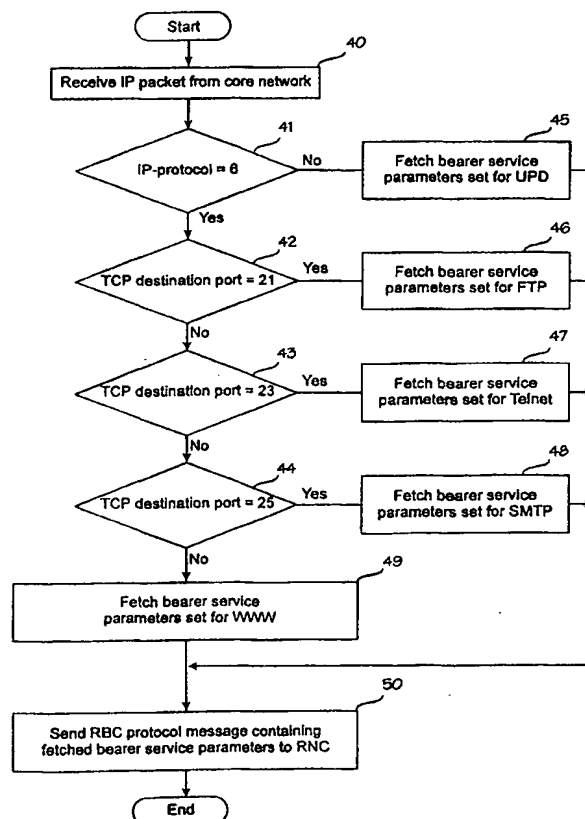 Start
40
Receive IP packet from core network
41
IP-protocol = 6
No
45
Fetch bearer service
parameters set for UPD
Yes
42
TCP destination port = 21
Yes
46
Fetch bearer service
parameters set for FTP
No
43
TCP destination port = 23
Yes
47
Fetch bearer service
parameters set for Telnet
No
44
TCP destination port = 25
Yes
48
Fetch bearer service
parameters set for SMTP
No
49
Fetch bearer service
parameters set for WWW
50
Send RBC protocol message containing
fetched bearer service parameters to RNC
End